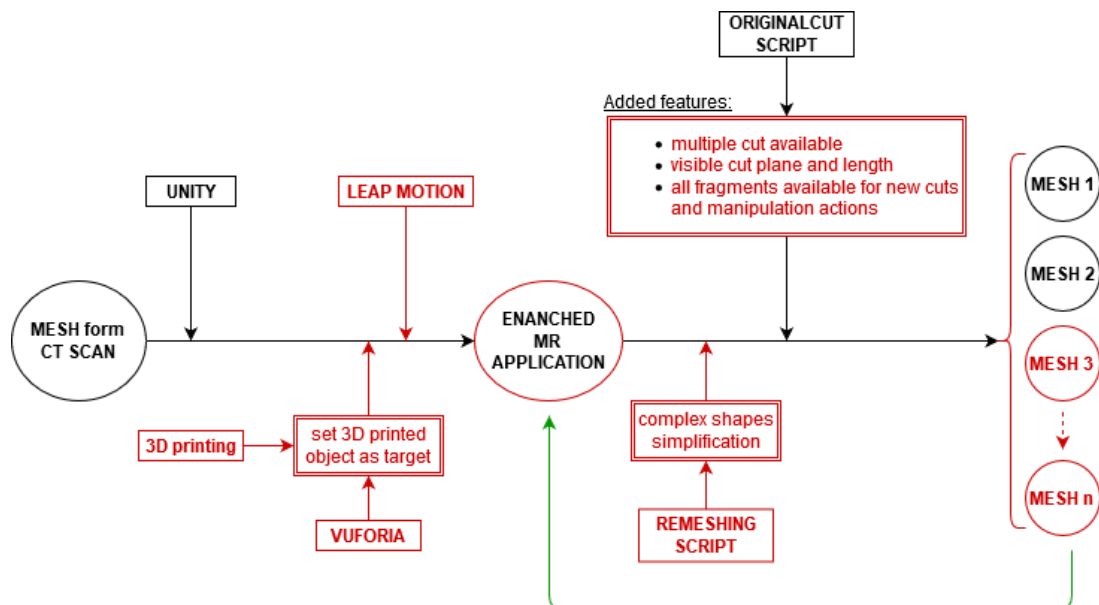 ORIGINALCUT
SCRIPT
Added features:
• multiple cut available
• visible cut plane and length
• all fragments available for new cuts
and manipulation actions
UNITY
LEAP MOTION
MESH form
CT SCAN
ENANCHED
MR
APPLICATION
MESH 1
MESH 2
MESH 3
MESH n
3D printing
set 3D printed
object as target
VUFORIA
complex shapes
simplification
REMESHING
SCRIPT